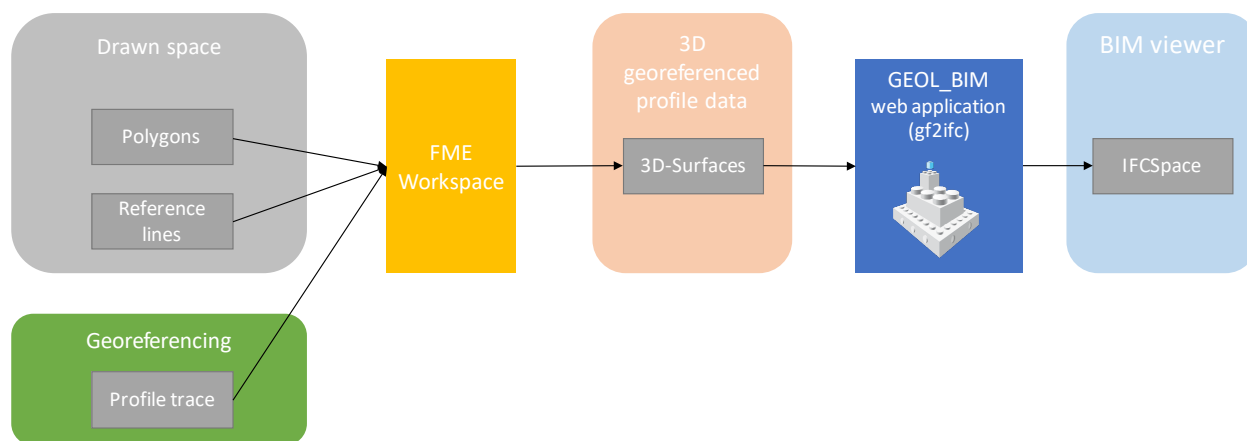 Drawn space
Polygons
Reference
lines
Georeferencing
Profile trace
FME
Workspace
3D
georeferenced
profile data
3D-Surfaces
GEOL_BIM
web application
(gf2ifc)
BIM viewer
IFCSpace